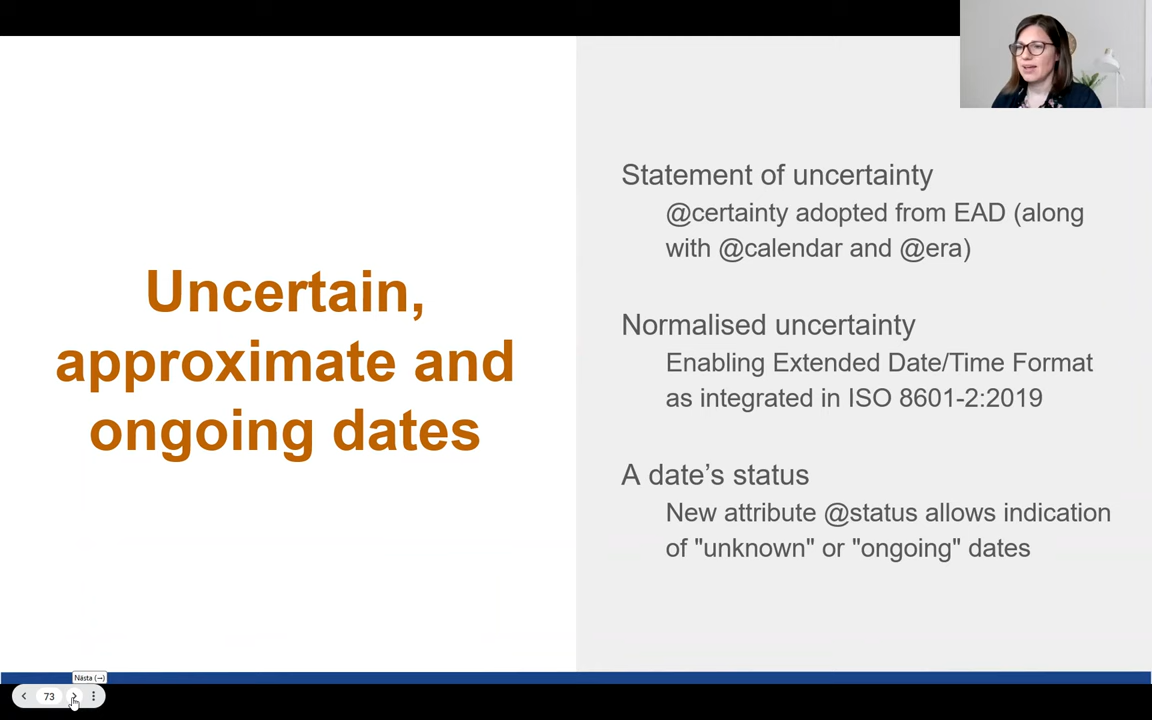 Uncertain,
approximate and
ongoing dates
Statement of uncertainty
@certainty adopted from EAD (along
with @calendar and @era)
Normalised uncertainty
Enabling Extended Date/Time Format
as integrated in ISO 8601-2:2019
A date’s status
New attribute @status allows indication
of "unknown" or "ongoing" dates
Nästa (→)
73